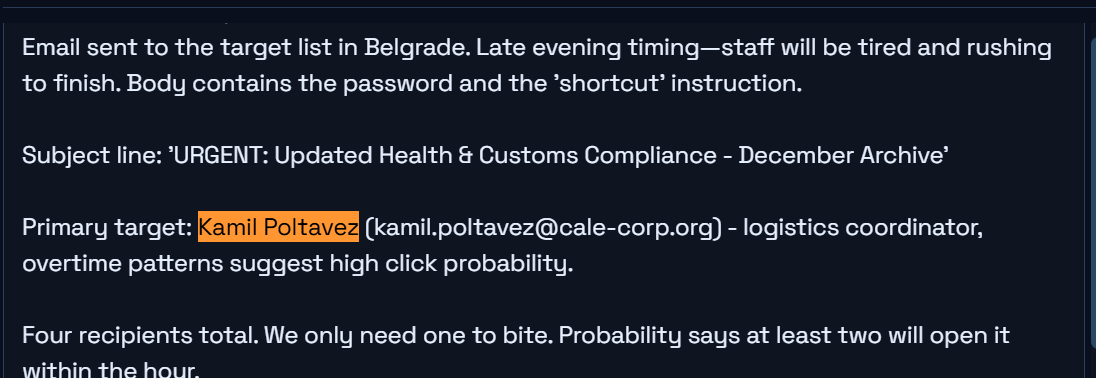 Email sent to the target list in Belgrade. Late evening timing—staff will be tired and rushing
to finish. Body contains the password and the 'shortcut' instruction.
Subject line: 'URGENT: Updated Health & Customs Compliance - December Archive'
Primary target: Kamil Poltavez (kamil.poltavez@cale-corp.org) - logistics coordinator,
overtime patterns suggest high click probability.
Four recipients total. We only need one to bite. Probability says at least two will open it
within the hour.